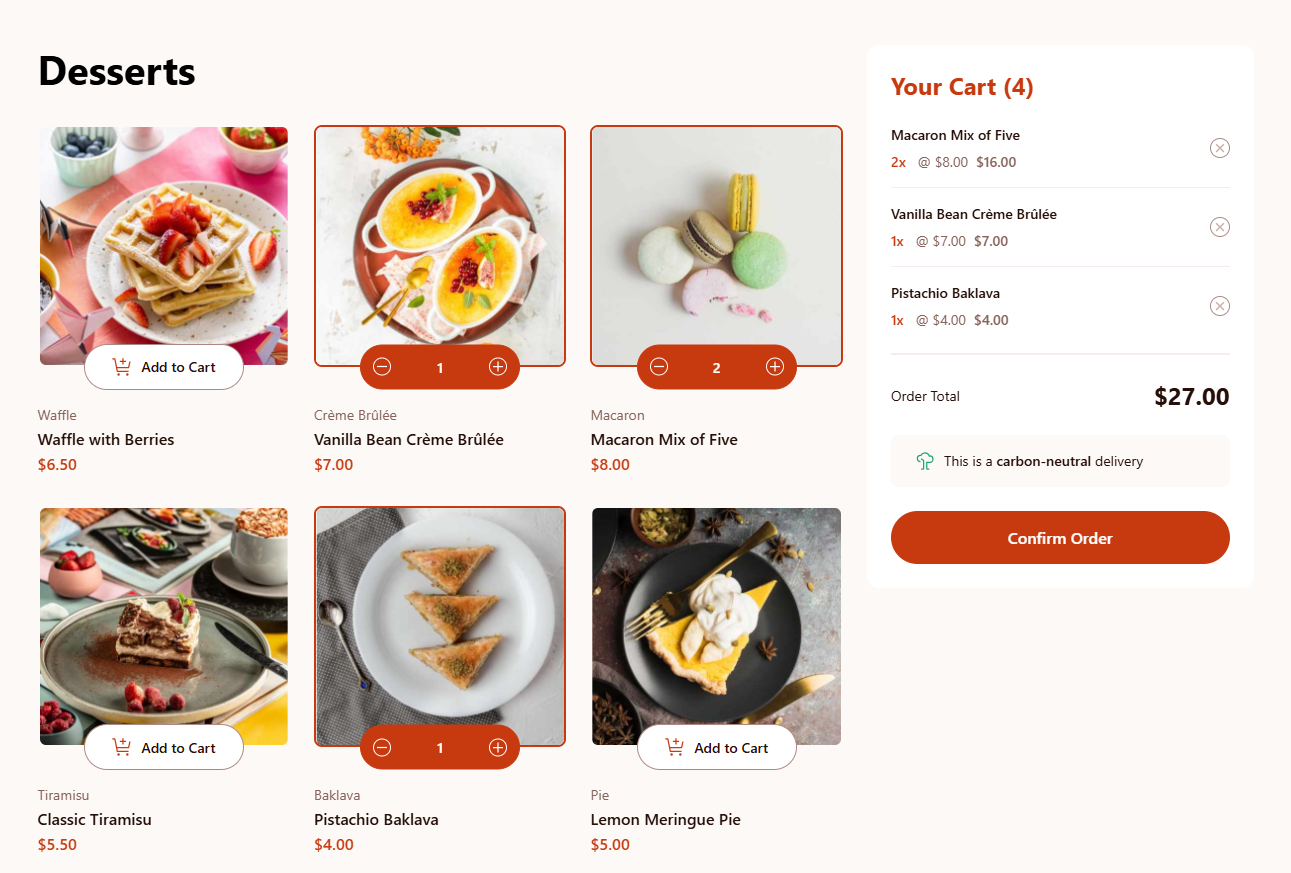 Desserts
Add to Cart
Waffle
Waffle with Berries
$6.50
1
Crème Brûlée
Vanilla Bean Crème Brûlée
$7.00
2
Macaron
Macaron Mix of Five
$8.00
Add to Cart
Tiramisu
Classic Tiramisu
$5.50
1
Baklava
Pistachio Baklava
$4.00
Add to Cart
Pie
Lemon Meringue Pie
$5.00
Your Cart (4)
Macaron Mix of Five
2x @ $8.00 $16.00
Vanilla Bean Crème Brûlée
1x @ $7.00 $7.00
Pistachio Baklava
1x @ $4.00 $4.00
Order Total $27.00
This is a carbon-neutral delivery
Confirm Order